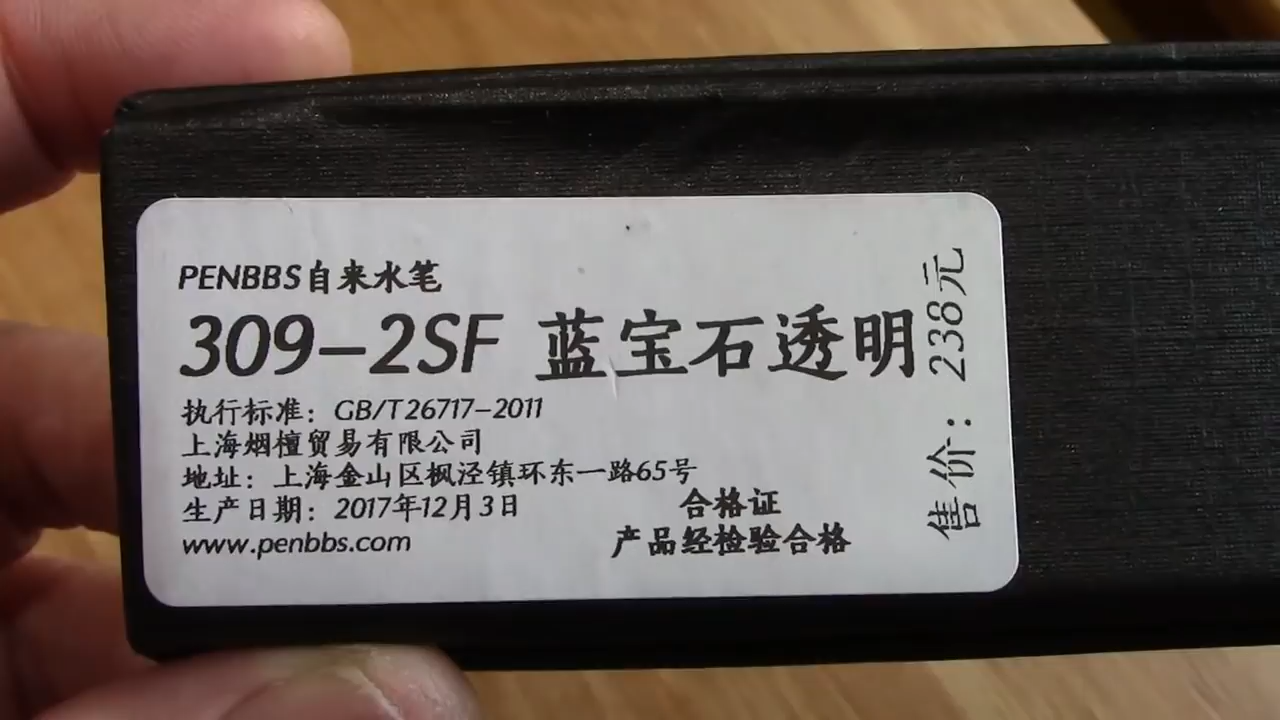 PENBBS自来水笔
309-2SF 蓝宝石透明
执行标准：GB/T26717-2011
上海烟檀贸易有限公司
地址：上海金山区枫泾镇环东一路65号
生产日期：2017年12月3日
www.penbbs.com
合格证
产品经检验合格
售价：238元